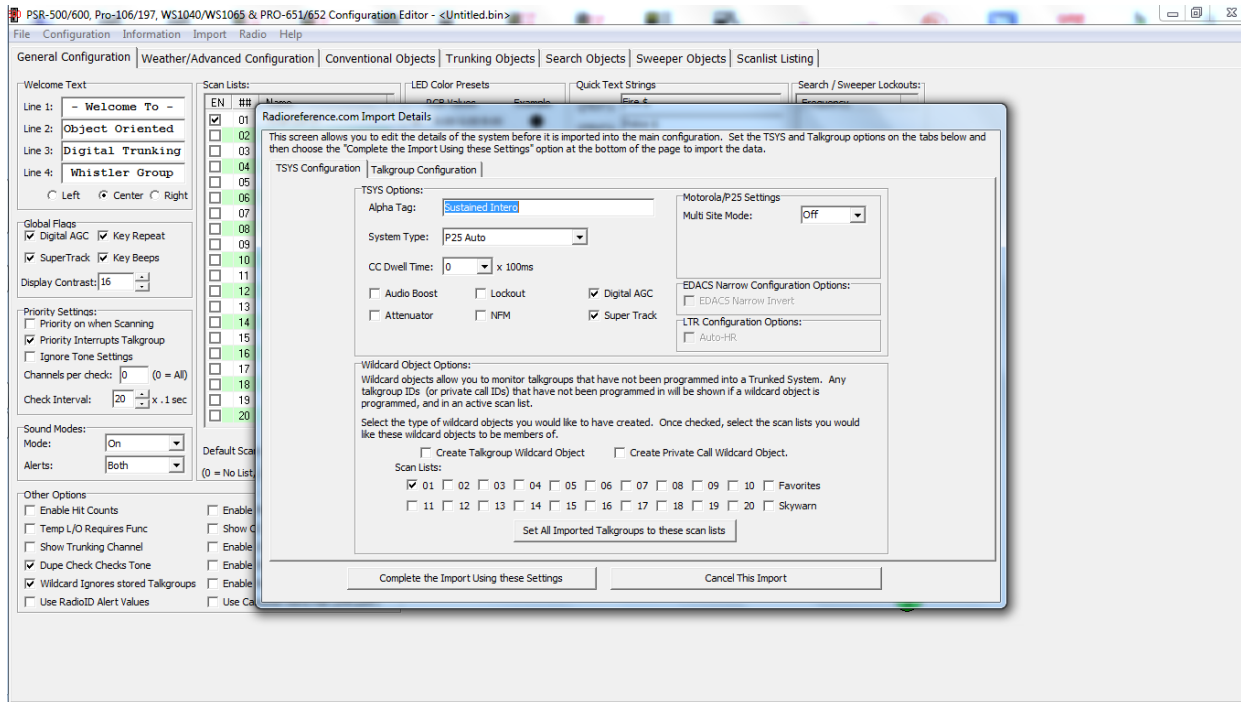 PSR-500/600, Pro-106/197, WS1040/WS1065 & PRO-651/652 Configuration Editor - <Untitled.bin>
File Configuration Information Import Radio Help
General Configuration Weather/Advanced Configuration Conventional Objects Trunking Objects Search Objects Sweeper Objects Scanlist Listing
Welcome Text
Line 1: - Welcome To -
Line 2: Object Oriented
Line 3: Digital Trunking
Line 4: Whistler Group
Left Center Right
Global Flags
Digital AGC Key Repeat
SuperTrack Key Beeps
Display Contrast: 16
Priority Settings:
Priority on when Scanning
Priority Interrupts Talkgroup
Ignore Tone Settings
Channels per check: 0 (0 = All)
Check Interval: 20 x .1 sec
Sound Modes:
Mode: On
Alerts: Both
Other Options
Enable Hit Counts
Temp L/O Requires Func
Show Trunking Channel
Dupe Check Checks Tone
Wildcard Ignores stored Talkgroups
Use RadioID Alert Values
Scan Lists:
EN ## Name
01
02
03
04
05
06
07
08
09
10
11
12
13
14
15
16
17
18
19
20
Default Scan
(0 = No List,
Enable
Show
Enable
Enable
Enable
Use
LED Color Presets
RGB Values Example
Quick Text Strings
Fire $
Search / Sweeper Lockouts:
Frequency
Radioreference.com Import Details
This screen allows you to edit the details of the system before it is imported into the main configuration. Set the TSYS and Talkgroup options on the tabs below and
then choose the "Complete the Import Using these Settings" option at the bottom of the page to import the data.
TSYS Configuration Talkgroup Configuration
TSYS Options:
Alpha Tag: Sustained Intero
System Type: P25 Auto
CC Dwell Time: 0 x 100ms
Audio Boost Lockout Digital AGC
Attenuator NFM Super Track
Motorola/P25 Settings
Multi Site Mode: Off
EDACS Narrow Configuration Options:
EDACS Narrow Invert
LTR Configuration Options:
Auto-HR
Wildcard Object Options:
Wildcard objects allow you to monitor talkgroups that have not been programmed into a Trunked System. Any
talkgroup IDs (or private call IDs) that have not been programmed in will be shown if a wildcard object is
programmed, and in an active scan list.
Select the type of wildcard objects you would like to have created. Once checked, select the scan lists you would
like these wildcard objects to be members of.
Create Talkgroup Wildcard Object Create Private Call Wildcard Object.
Scan Lists:
01 02 03 04 05 06 07 08 09 10 Favorites
11 12 13 14 15 16 17 18 19 20 Skywarn
Set All Imported Talkgroups to these scan lists
Complete the Import Using these Settings Cancel This Import